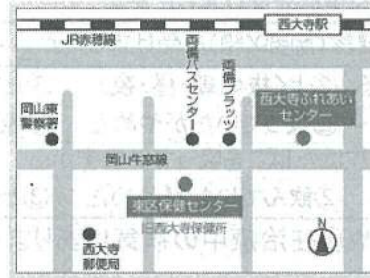 西大寺駅
JR赤穂線
両備バスセンター
両備プラッツ
西大寺ふれあい
センター
岡山東
警察署
岡山牛窓線
東区保健センター
旧西大寺保健所
西大寺
郵便局
N